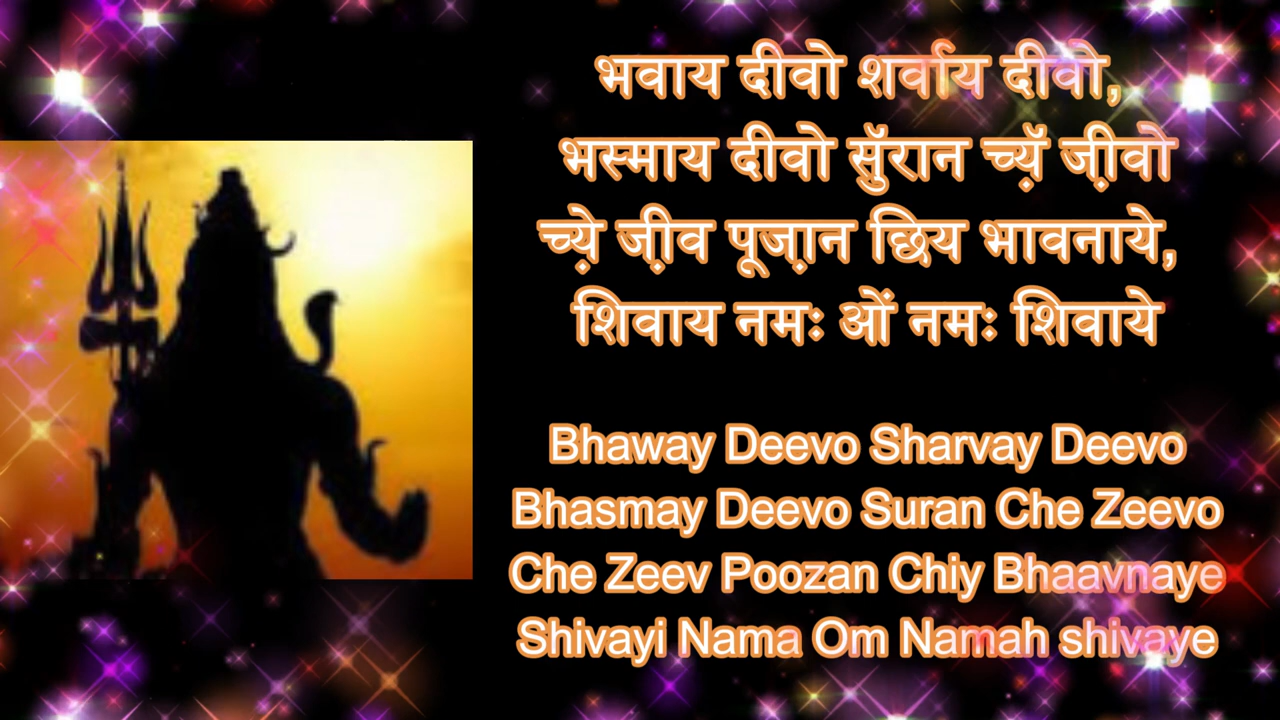 भवाय दीवो शर्वाय दीवो,
भस्माय दीवो सुॅरान च्य़ॅ जी़वो
च्ये़ जी़व पूजा़न छिय भावनाये,
शिवाय नमः ओं नमः शिवाये
Bhaway Deevo Sharvay Deevo
Bhasmay Deevo Suran Che Zeevo
Che Zeev Poozan Chiy Bhaavnaye
Shivayi Nama Om Namah shivaye